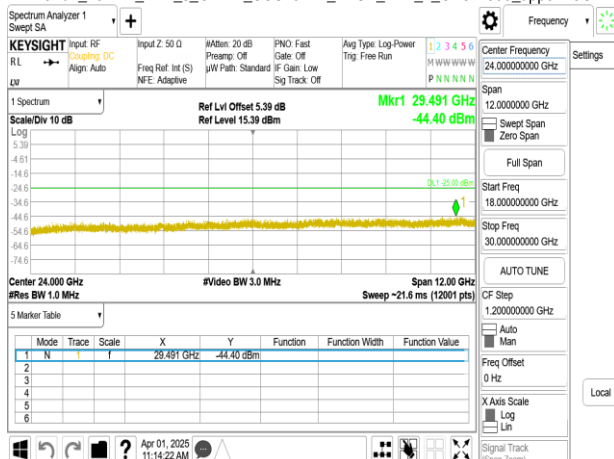 Spectrum Analyzer 1
Swept SA
Frequency
KEYSIGHT
RL
Input: RF
Coupling: DC
Align: Auto
Input Z: 50 Ω
Freq Ref: Int (S)
NFE: Adaptive
#Atten: 20 dB
Preamp: Off
µW Path: Standard
PNO: Fast
Gate: Off
IF Gain: Low
Sig Track: Off
Avg Type: Log-Power
Trig: Free Run
1 2 3 4 5 6
M W W W W W
P N N N N N
1 Spectrum
Scale/Div 10 dB
Ref Lvl Offset 5.39 dB
Ref Level 15.39 dBm
Mkr1 29.491 GHz
-44.40 dBm
Log
5.39
-4.61
-14.6
-24.6
-34.6
-44.6
-54.6
-64.6
-74.6
DL1 -25.00 dBm
1
Center 24.000 GHz
#Res BW 1.0 MHz
#Video BW 3.0 MHz
Span 12.00 GHz
Sweep ~21.6 ms (12001 pts)
5 Marker Table
Mode Trace Scale X Y Function Function Width Function Value
1 N 1 f 29.491 GHz -44.40 dBm
2
3
4
5
6
Apr 01, 2025
11:14:22 AM
Center Frequency
24.000000000 GHz
Span
12.0000000 GHz
Swept Span
Zero Span
Full Span
Start Freq
18.000000000 GHz
Stop Freq
30.000000000 GHz
AUTO TUNE
CF Step
1.200000000 GHz
Auto
Man
Freq Offset
0 Hz
X Axis Scale
Log
Lin
Signal Track
Settings
Local